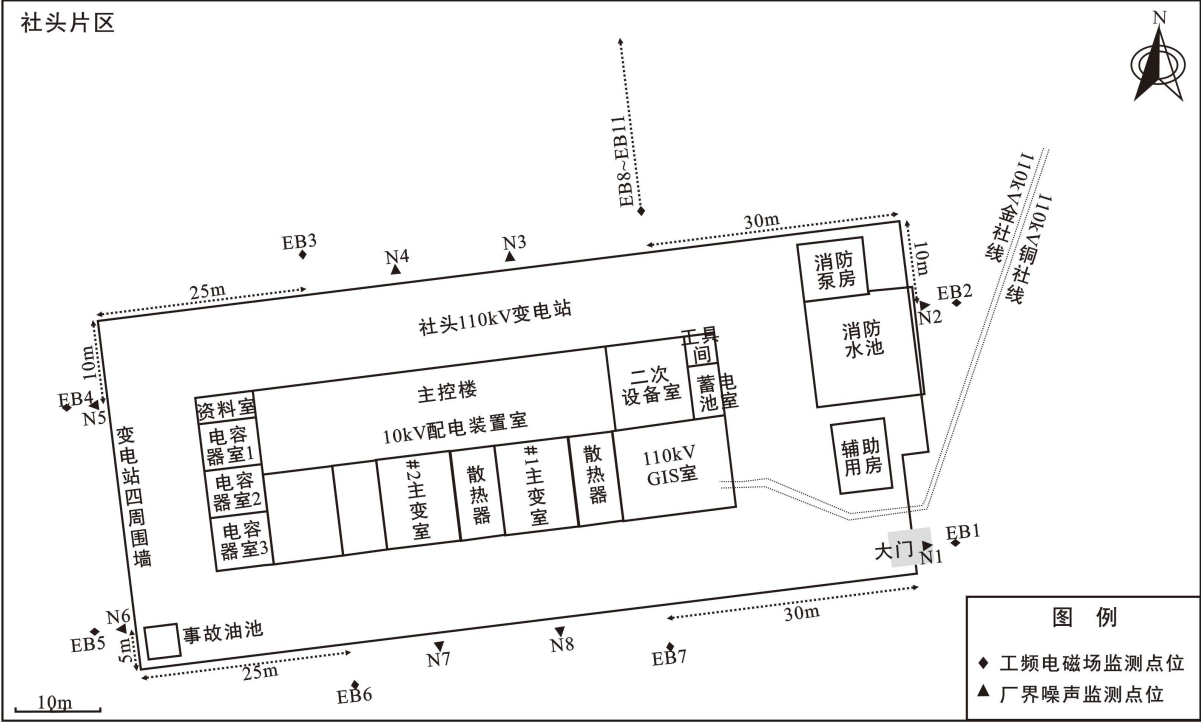 社头片区
N
EB8~EB11
30m
110kV金社线
110kV铜社线
EB3
N4
N3
25m
消防
泵房
10m
EB2
N2
社头110kV变电站
消防
水池
10m
EB4
N5
工具
间
二次
设备室
蓄电
池室
主控楼
资料室
10kV配电装置室
电容
器室1
电容
器室2
电容
器室3
#2主变室
散热器
#1主变室
散热器
110kV
GIS室
辅助
用房
变电站四周围墙
大门
N1
EB1
N6
EB5
5m
事故油池
25m
EB6
N7
N8
EB7
30m
图 例
工频电磁场监测点位
厂界噪声监测点位
10m